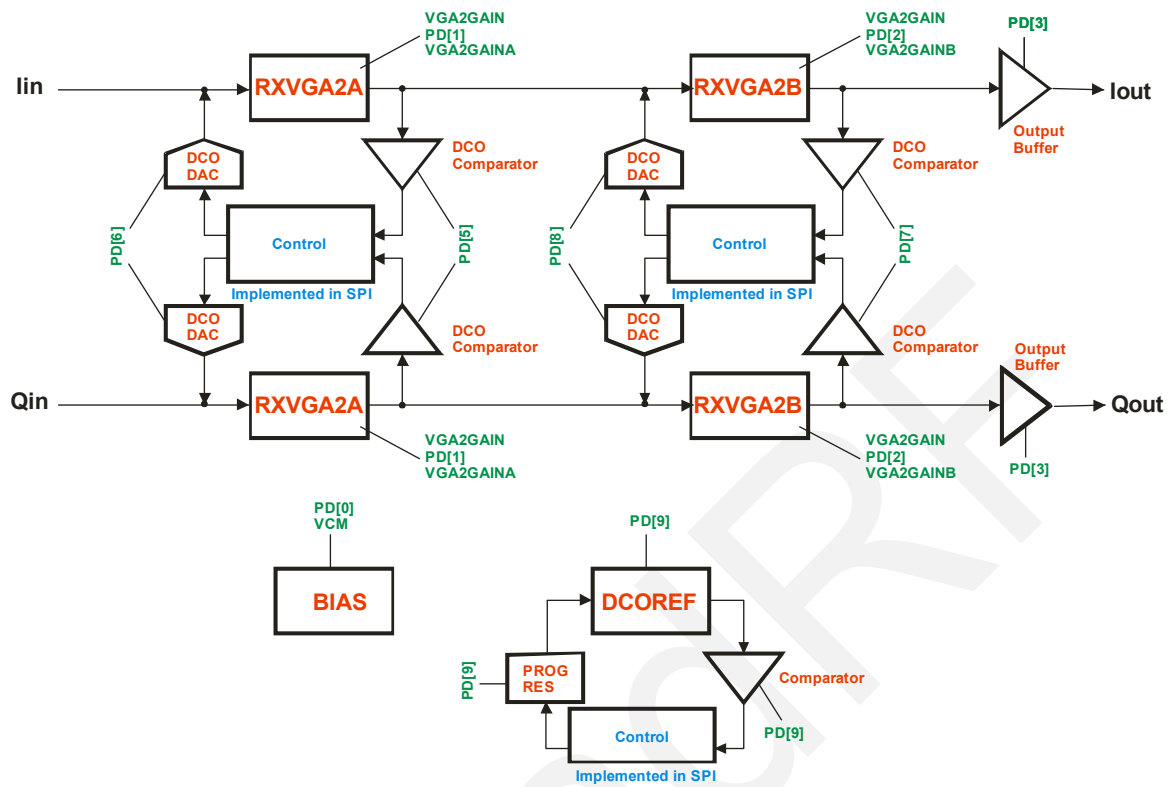 VGA2GAIN
PD[1]
VGA2GAINA
VGA2GAIN
PD[2]
VGA2GAINB
PD[3]
Iin
RXVGA2A
RXVGA2B
Iout
Output
Buffer
DCO
DAC
DCO
Comparator
DCO
DAC
DCO
Comparator
PD[6]
Control
Implemented in SPI
PD[5]
PD[8]
Control
Implemented in SPI
PD[7]
DCO
DAC
DCO
Comparator
DCO
DAC
DCO
Comparator
Output
Buffer
Qin
RXVGA2A
RXVGA2B
Qout
VGA2GAIN
PD[1]
VGA2GAINA
VGA2GAIN
PD[2]
VGA2GAINB
PD[3]
PD[0]
VCM
BIAS
PD[9]
DCOREF
PD[9]
PROG
RES
Comparator
PD[9]
Control
Implemented in SPI